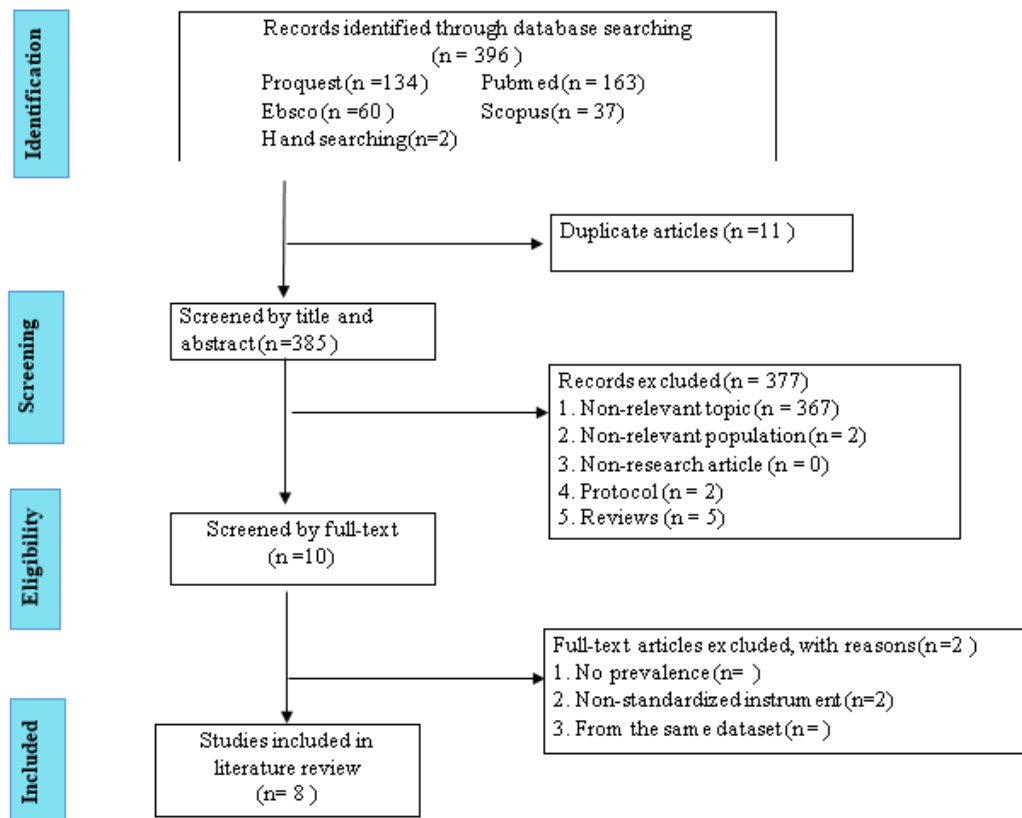 Identification
Records identified through database searching
(n = 396 )
Proquest(n =134) Pubmed(n = 163)
Ebsco(n =60 ) Scopus(n = 37)
Hand searching(n=2)
Duplicate articles (n =11 )
Screening
Screened by title and
abstract(n=385)
Records excluded(n = 377)
1. Non-relevant topic(n = 367)
2. Non-relevant population(n= 2)
3. Non-research article(n = 0)
4. Protocol(n = 2)
5. Reviews(n = 5)
Eligibility
Screened by full-text
(n =10)
Full-text articles excluded, with reasons(n=2 )
1. No prevalence(n= )
2. Non-standardized instrument(n=2)
3. From the same dataset(n= )
Included
Studies included in
literature review
(n= 8 )